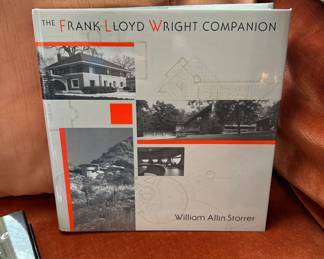 THE FRANK LLOYD WRIGHT COMPANION
William Allin Storrer